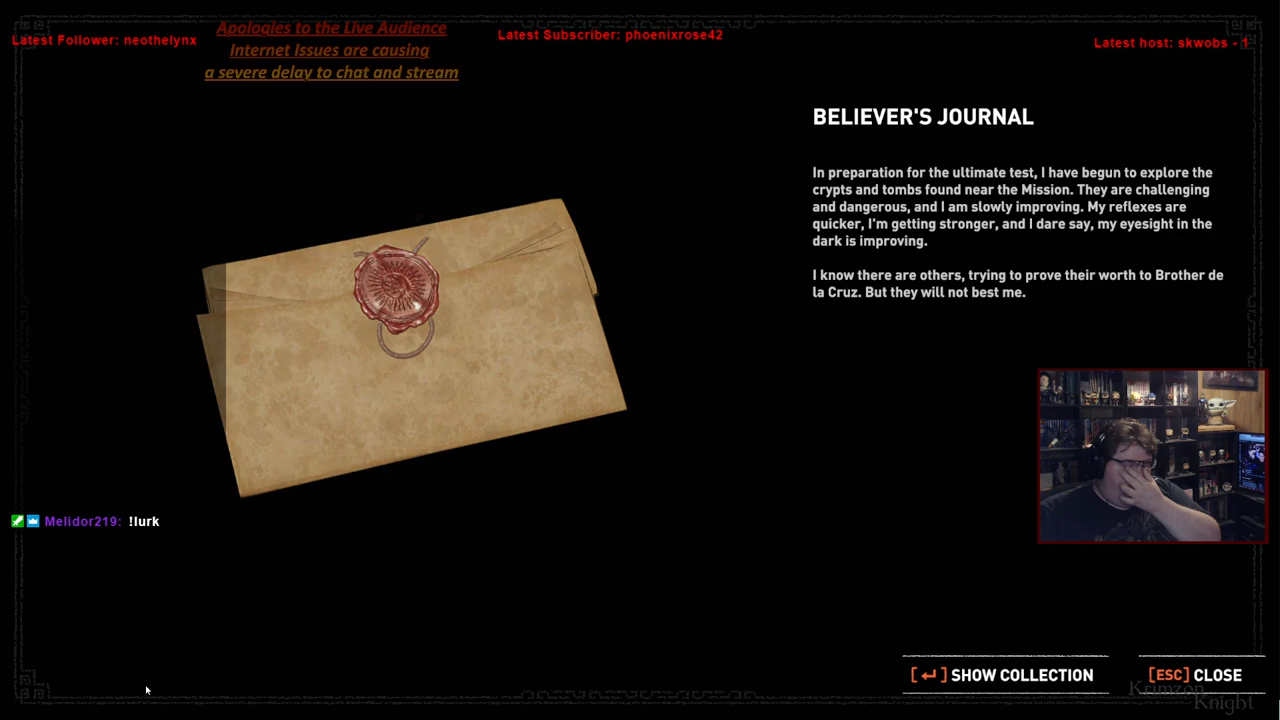 Apologies to the Live Audience
Internet Issues are causing
a severe delay to chat and stream
Latest Follower: neothelynx
Latest Subscriber: phoenixrose42
Latest host: skwobs - 1
BELIEVER'S JOURNAL
In preparation for the ultimate test, I have begun to explore the
crypts and tombs found near the Mission. They are challenging
and dangerous, and I am slowly improving. My reflexes are
quicker, I'm getting stronger, and I dare say, my eyesight in the
dark is improving.
I know there are others, trying to prove their worth to Brother de
la Cruz. But they will not best me.
Melidor219: !lurk
[↵] SHOW COLLECTION
[ESC] CLOSE
Krimzon
Knight